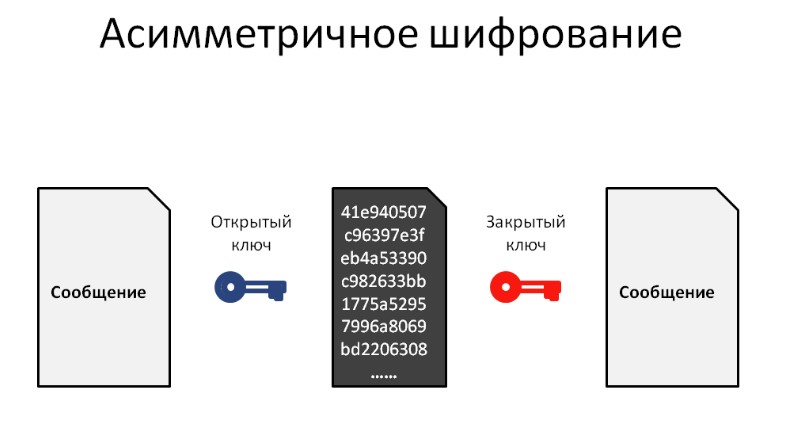 Асимметричное шифрование
Сообщение
Открытый
ключ
41e940507
c96397e3f
eb4a53390
c982633bb
1775a5295
7996a8069
bd2206308
......
Закрытый
ключ
Сообщение